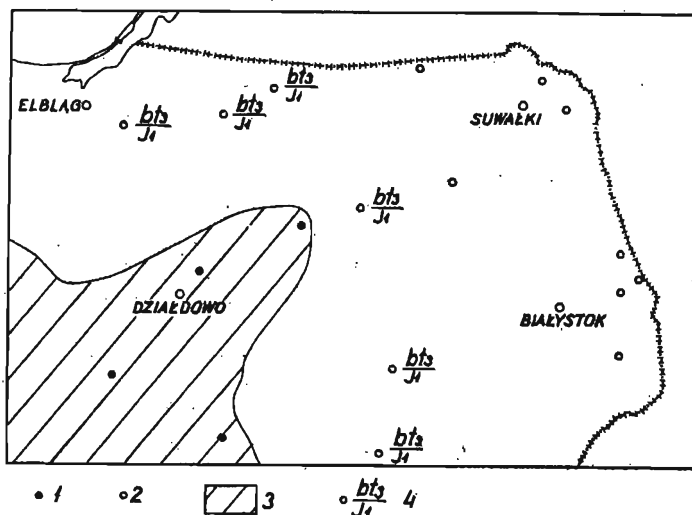 bt3
J1
bt3
J1
ELBLĄG
bt3
J1
SUWAŁKI
bt3
J1
DZIAŁDOWO
BIAŁYSTOK
bt3
J1
bt3
J1
1 2 3 bt3 4
J1